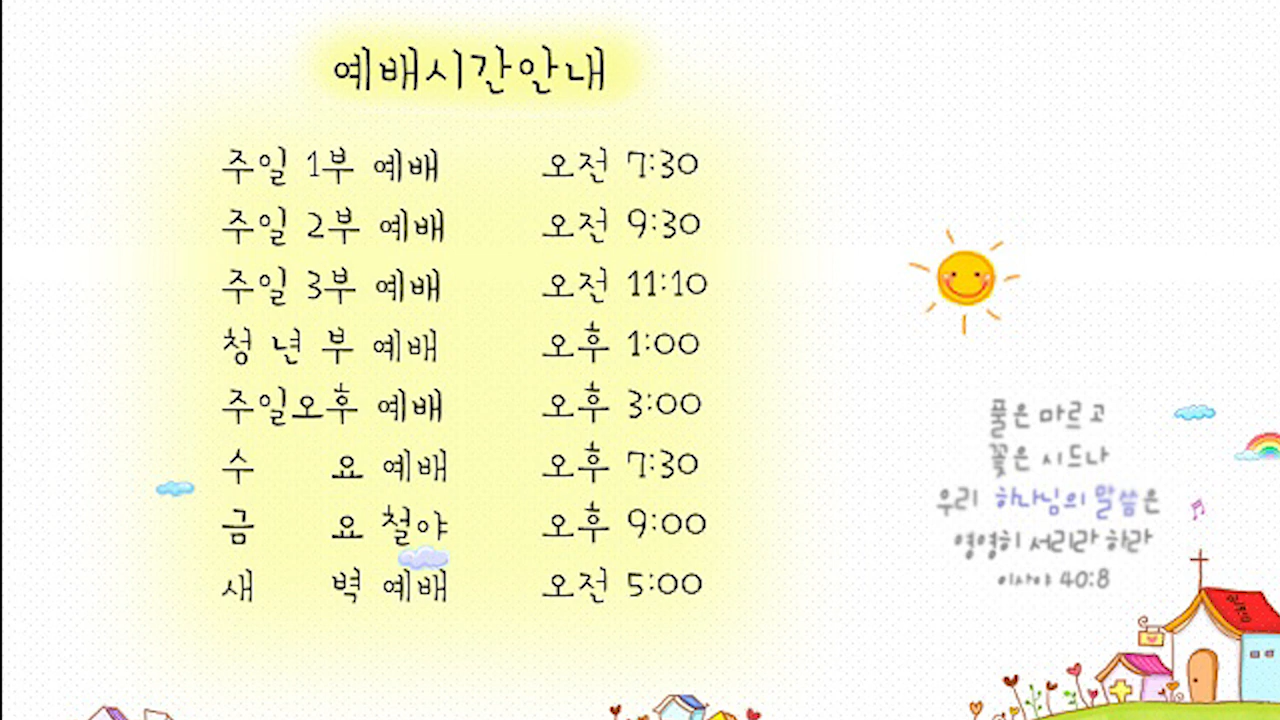 예배시간안내
주일 1부 예배 오전 7:30
주일 2부 예배 오전 9:30
주일 3부 예배 오전 11:10
청 년 부 예배 오후 1:00
주일오후 예배 오후 3:00
수 요 예배 오후 7:30
금 요 철야 오후 9:00
새 벽 예배 오전 5:00
풀은 마르고
꽃은 시드나
우리 하나님의 말씀은
영영히 서리라 하라
이사야 40:8